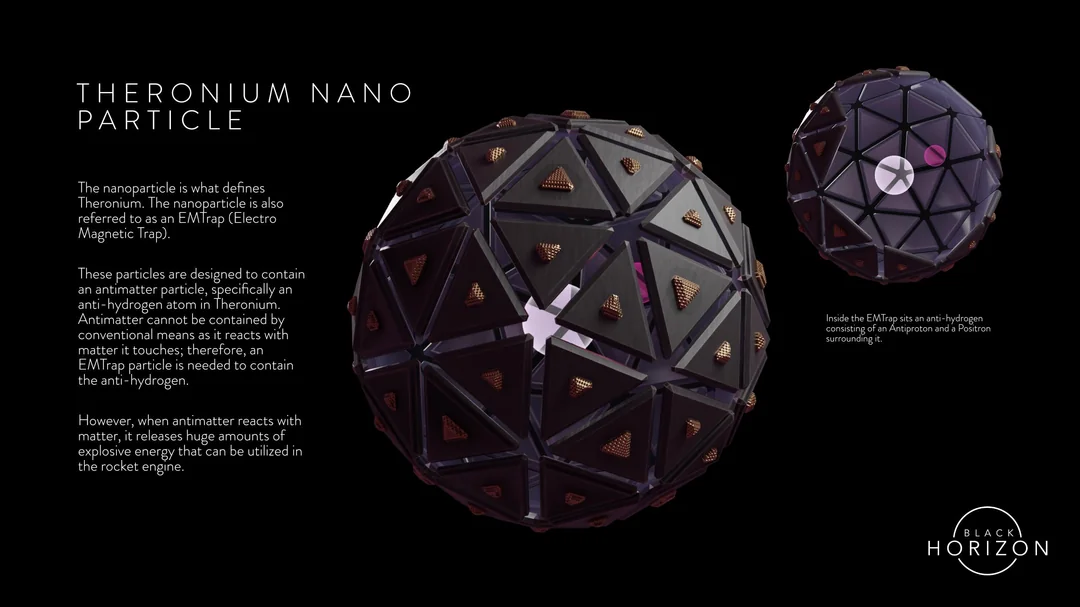 THERONIUM NANO
PARTICLE
The nanoparticle is what defines
Theronium. The nanoparticle is also
referred to as an EMTrap (Electro
Magnetic Trap).
These particles are designed to contain
an antimatter particle, specifically an
anti-hydrogen atom in Theronium.
Antimatter cannot be contained by
conventional means as it reacts with
matter it touches; therefore, an
EMTrap particle is needed to contain
the anti-hydrogen.
However, when antimatter reacts with
matter, it releases huge amounts of
explosive energy that can be utilized in
the rocket engine.
Inside the EMTrap sits an anti-hydrogen
consisting of an Antiproton and a Positron
surrounding it.
BLACK
HORIZON